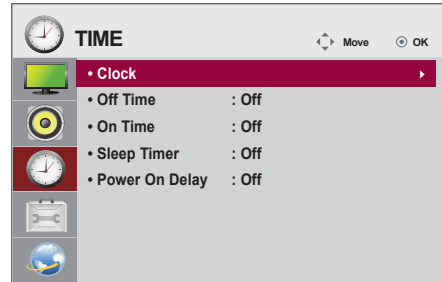 TIME Move OK
• Clock
• Off Time : Off
• On Time : Off
• Sleep Timer : Off
• Power On Delay : Off